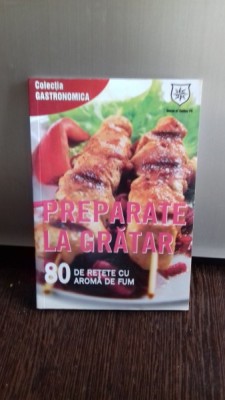 Colecția
GASTRONOMICA
PREPARATE
LA GRĂTAR
80 DE REȚETE CU
AROMĂ DE FUM